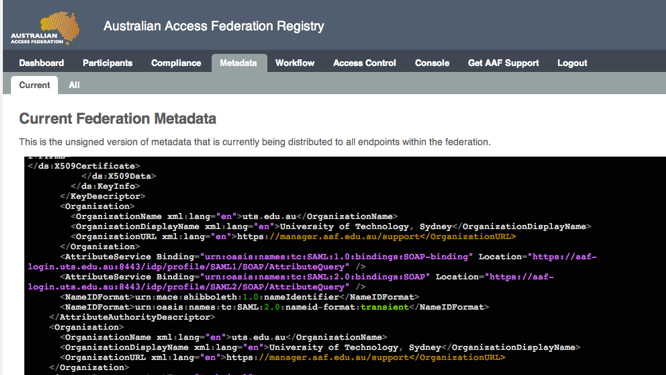 AUSTRALIAN
ACCESS FEDERATION
Australian Access Federation Registry
Dashboard Participants Compliance Metadata Workflow Access Control Console Get AAF Support Logout
Current All
Current Federation Metadata
This is the unsigned version of metadata that is currently being distributed to all endpoints within the federation.
</ds:X509Certificate>
</ds:X509Data>
</ds:KeyInfo>
</KeyDescriptor>
<Organization>
<OrganizationName xml:lang="en">uts.edu.au</OrganizationName>
<OrganizationDisplayName xml:lang="en">University of Technology, Sydney</OrganizationDisplayName>
<OrganizationURL xml:lang="en">https://manager.aaf.edu.au/support</OrganizationURL>
</Organization>
<AttributeService Binding="urn:oasis:names:tc:SAML:1.0:bindings:SOAP-binding" Location="https://aaf-
login.uts.edu.au:8443/idp/profile/SAML1/SOAP/AttributeQuery" />
<AttributeService Binding="urn:oasis:names:tc:SAML:2.0:bindings:SOAP" Location="https://aaf-
login.uts.edu.au:8443/idp/profile/SAML2/SOAP/AttributeQuery" />
<NameIDFormat>urn:mace:shibboleth:1.0:nameIdentifier</NameIDFormat>
<NameIDFormat>urn:oasis:names:tc:SAML:2.0:nameid-format:transient</NameIDFormat>
</AttributeAuthorityDescriptor>
<Organization>
<OrganizationName xml:lang="en">uts.edu.au</OrganizationName>
<OrganizationDisplayName xml:lang="en">University of Technology, Sydney</OrganizationDisplayName>
<OrganizationURL xml:lang="en">https://manager.aaf.edu.au/support</OrganizationURL>
</Organization>